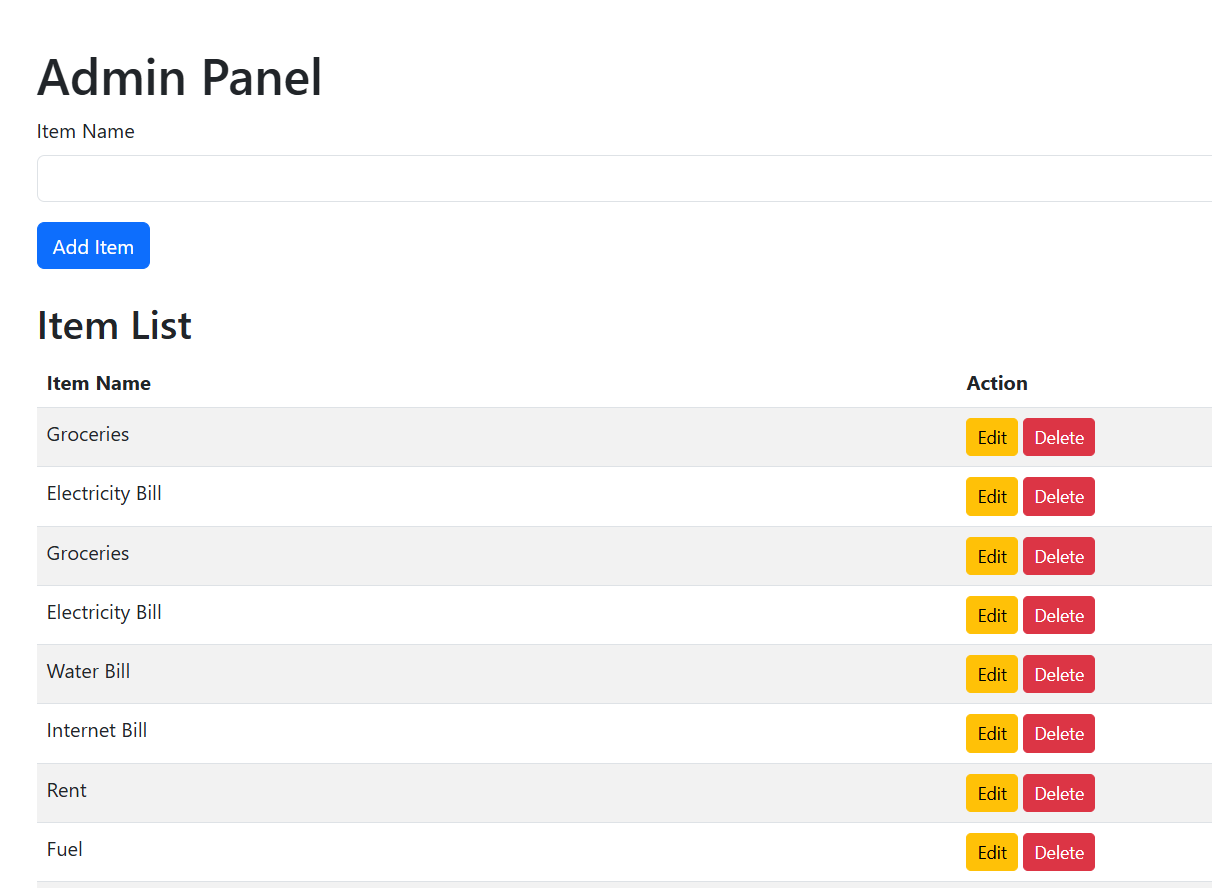 Admin Panel
Item Name
Add Item
Item List
Item Name Action
Groceries Edit Delete
Electricity Bill Edit Delete
Groceries Edit Delete
Electricity Bill Edit Delete
Water Bill Edit Delete
Internet Bill Edit Delete
Rent Edit Delete
Fuel Edit Delete